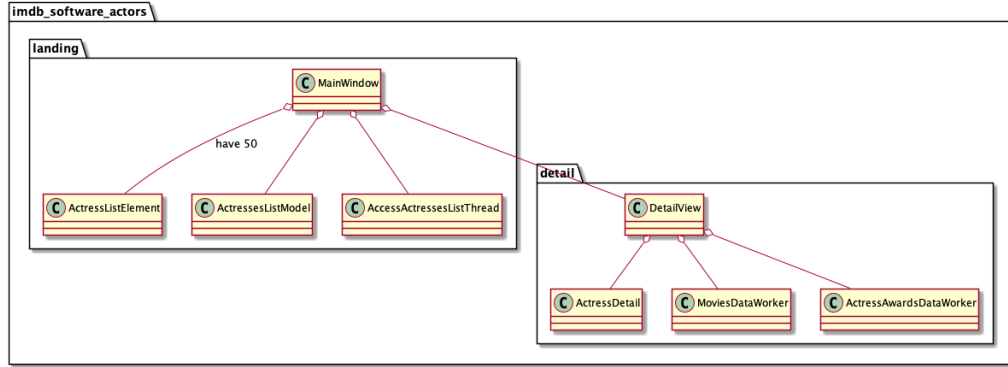 imdb_software_actors
landing
C MainWindow
have 50
detail
C ActressListElement
C ActressesListModel
C AccessActressesListThread
C DetailView
C ActressDetail
C MoviesDataWorker
C ActressAwardsDataWorker